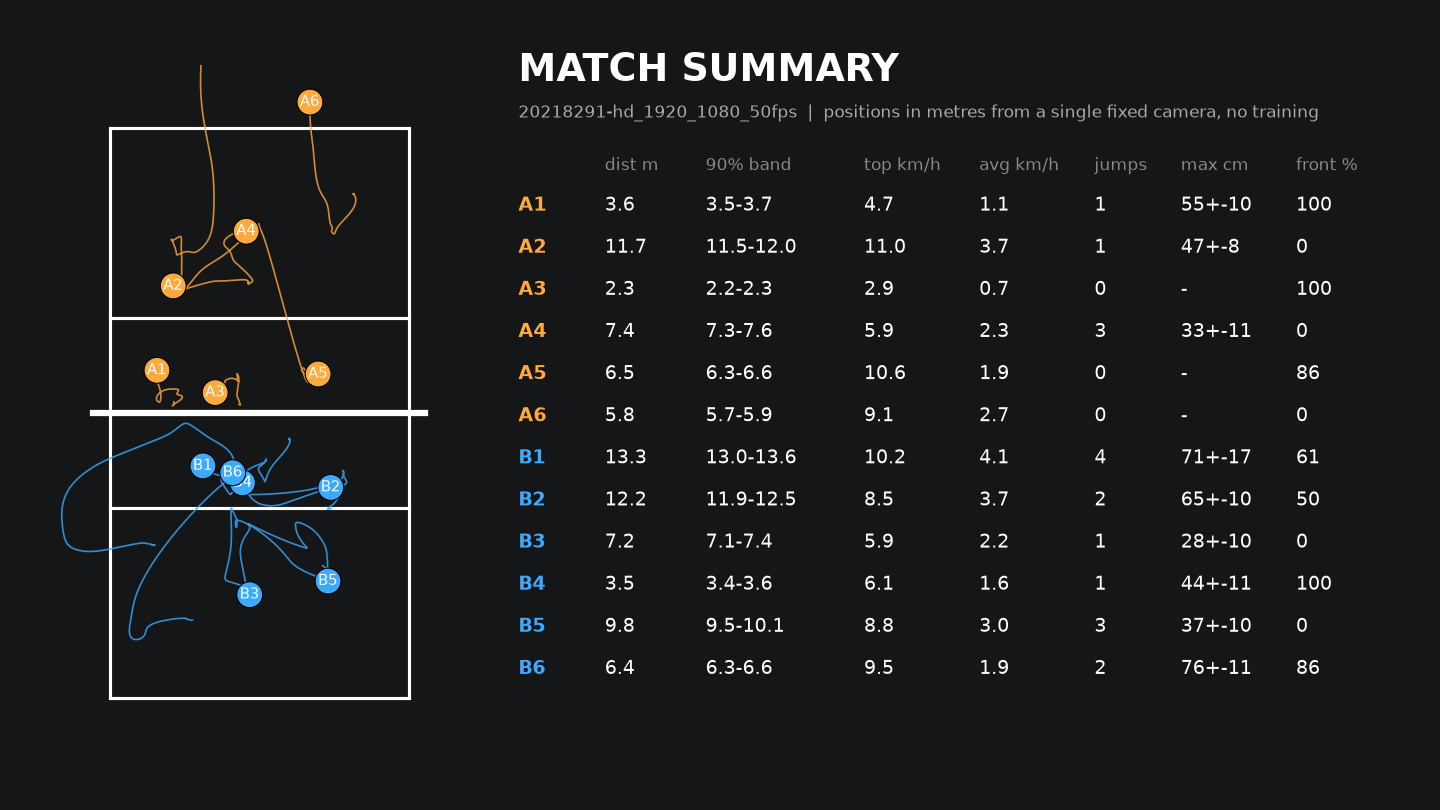 MATCH SUMMARY
20218291-hd_1920_1080_50fps | positions in metres from a single fixed camera, no training
dist m 90% band top km/h avg km/h jumps max cm front %
A1 3.6 3.5-3.7 4.7 1.1 1 55+-10 100
A2 11.7 11.5-12.0 11.0 3.7 1 47+-8 0
A3 2.3 2.2-2.3 2.9 0.7 0 - 100
A4 7.4 7.3-7.6 5.9 2.3 3 33+-11 0
A5 6.5 6.3-6.6 10.6 1.9 0 - 86
A6 5.8 5.7-5.9 9.1 2.7 0 - 0
B1 13.3 13.0-13.6 10.2 4.1 4 71+-17 61
B2 12.2 11.9-12.5 8.5 3.7 2 65+-10 50
B3 7.2 7.1-7.4 5.9 2.2 1 28+-10 0
B4 3.5 3.4-3.6 6.1 1.6 1 44+-11 100
B5 9.8 9.5-10.1 8.8 3.0 3 37+-10 0
B6 6.4 6.3-6.6 9.5 1.9 2 76+-11 86
A6
A4
A2
A1
A5
A3
B1
B6
4
B2
B5
B3